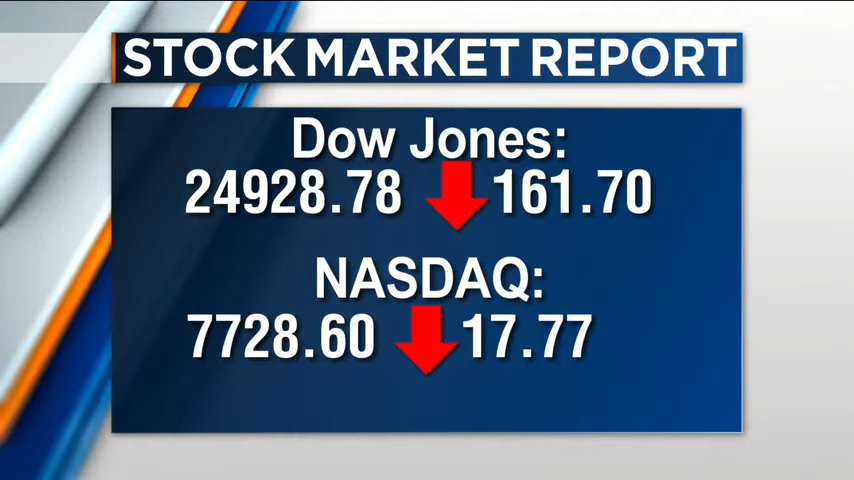 STOCK MARKET REPORT
Dow Jones:
24928.78 161.70
NASDAQ:
7728.60 17.77